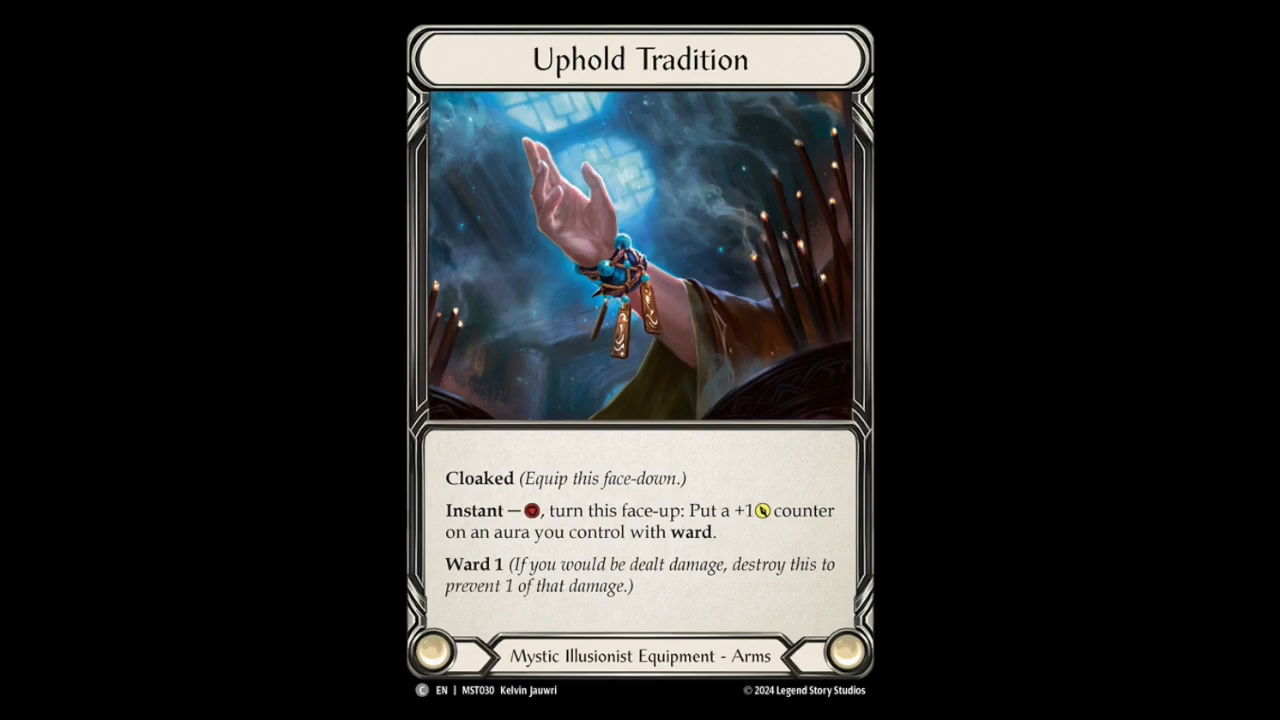 Uphold Tradition
Cloaked (Equip this face-down.)
Instant — , turn this face-up: Put a +1 counter
on an aura you control with ward.
Ward 1 (If you would be dealt damage, destroy this to
prevent 1 of that damage.)
Mystic Illusionist Equipment - Arms
C EN | MST030 Kelvin Jauwri
© 2024 Legend Story Studios